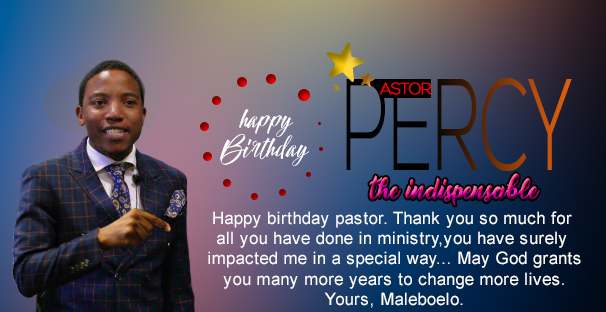 happy
Birthday
PASTOR
PERCY
the indispensable
Happy birthday pastor. Thank you so much for
all you have done in ministry,you have surely
impacted me in a special way... May God grants
you many more years to change more lives.
Yours, Maleboelo.